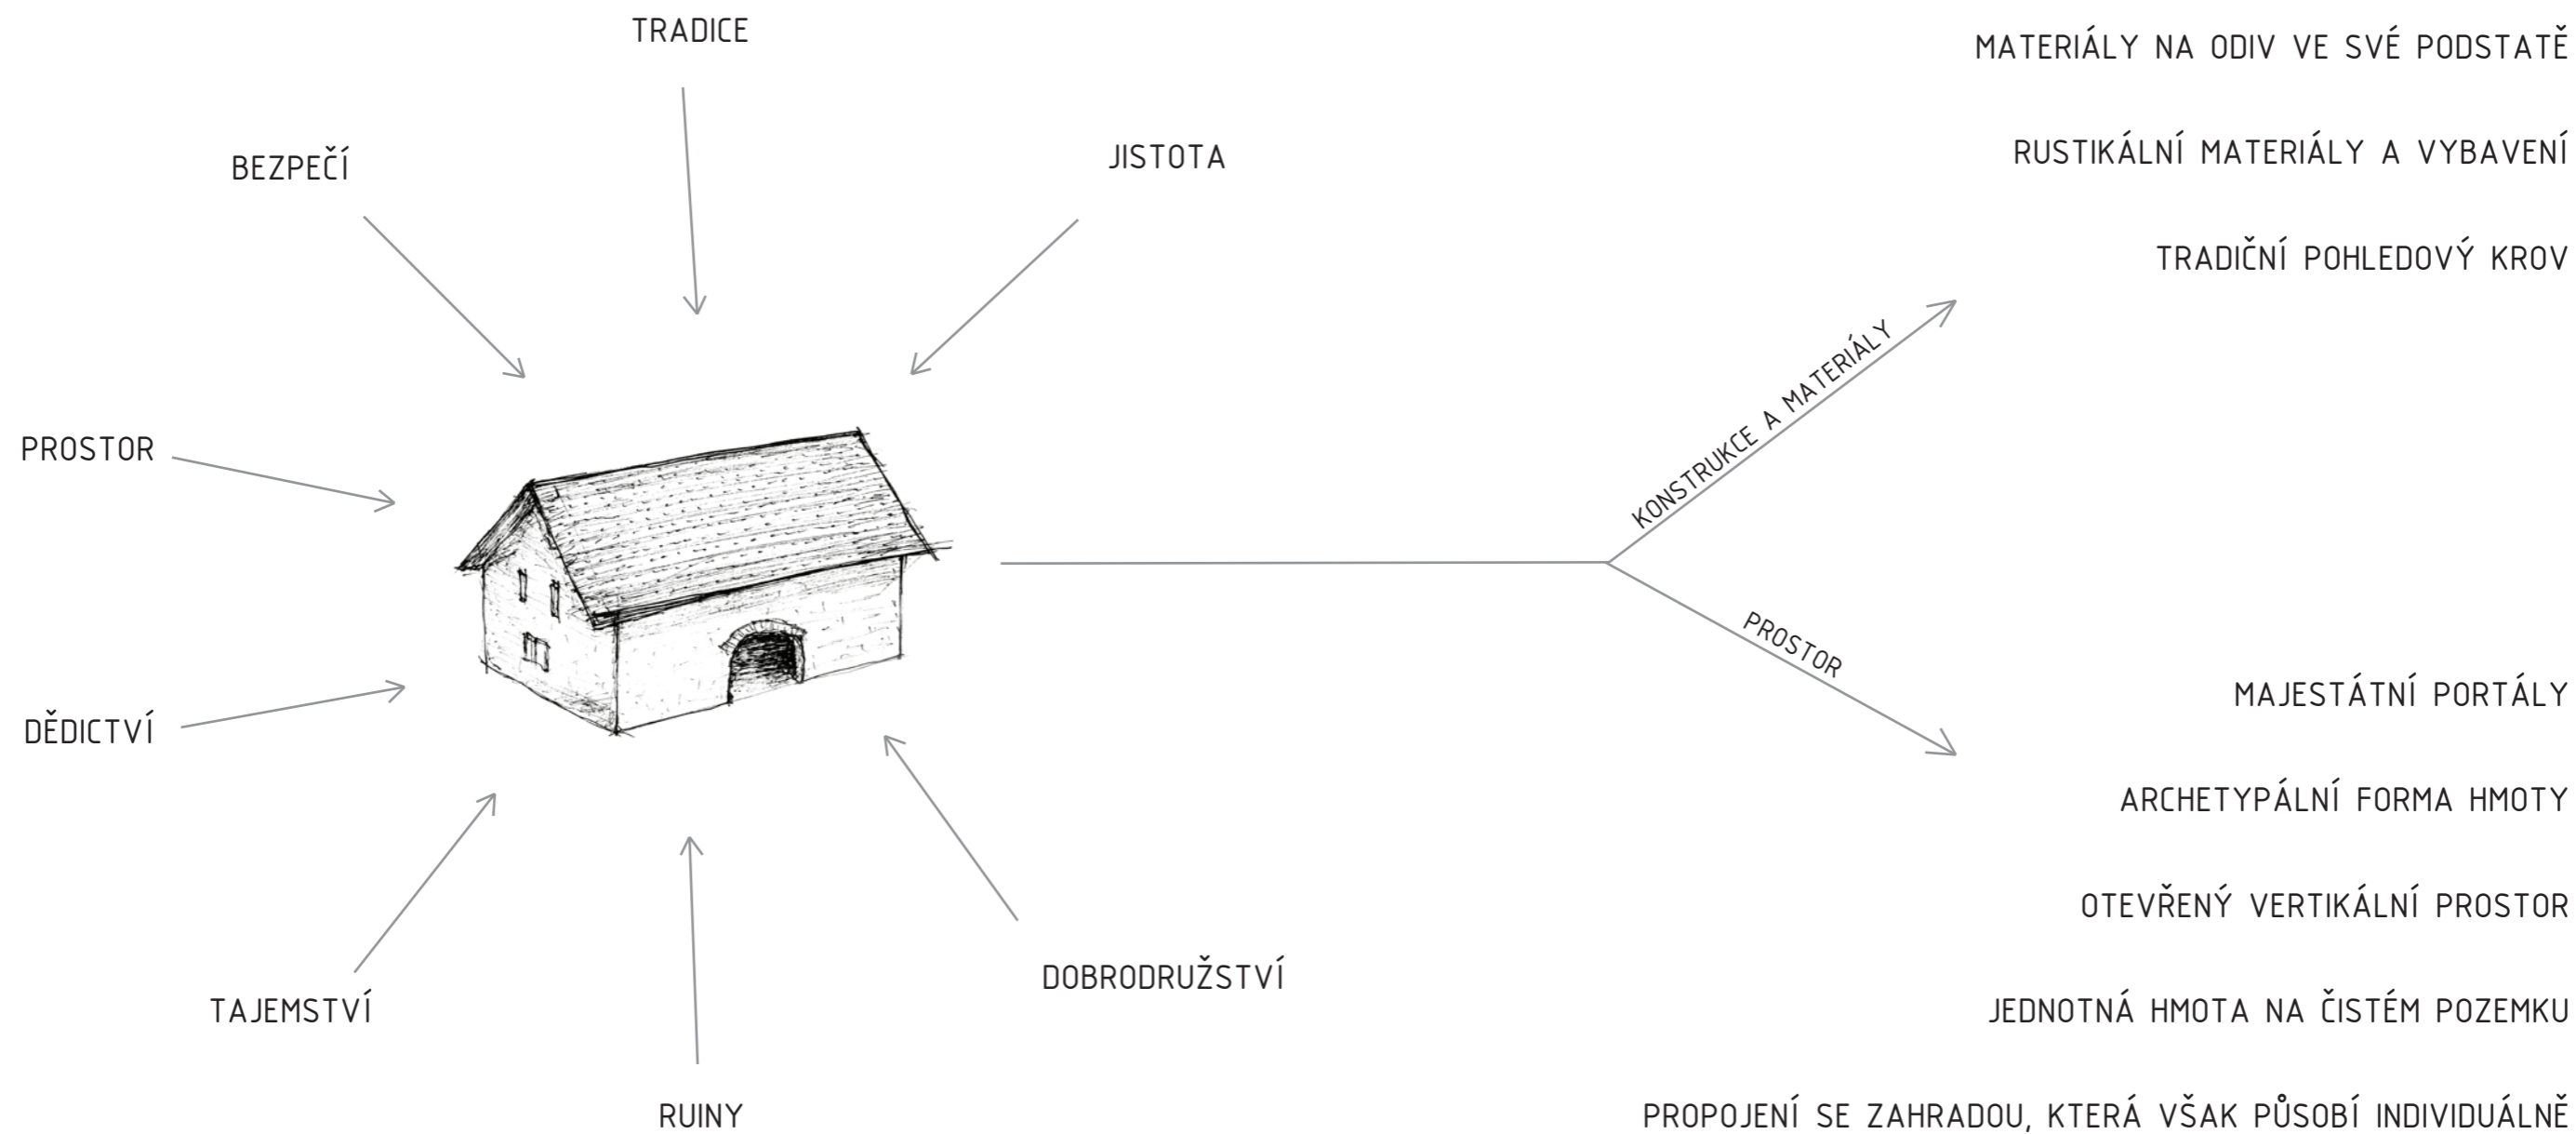 TRADICE
BEZPEČÍ
JISTOTA
PROSTOR
DĚDICTVÍ
TAJEMSTVÍ
RUINY
DOBRODRUŽSTVÍ
KONSTRUKCE A MATERIÁLY
MATERIÁLY NA ODIV VE SVÉ PODSTATĚ
RUSTIKÁLNÍ MATERIÁLY A VYBAVENÍ
TRADIČNÍ POHLEDOVÝ KROV
PROSTOR
MAJESTÁTNÍ PORTÁLY
ARCHETYPÁLNÍ FORMA HMOTY
OTEVŘENÝ VERTIKÁLNÍ PROSTOR
JEDNOTNÁ HMOTA NA ČISTÉM POZEMKU
PROPOJENÍ SE ZAHRADOU, KTERÁ VŠAK PŮSOBÍ INDIVIDUÁLNĚ